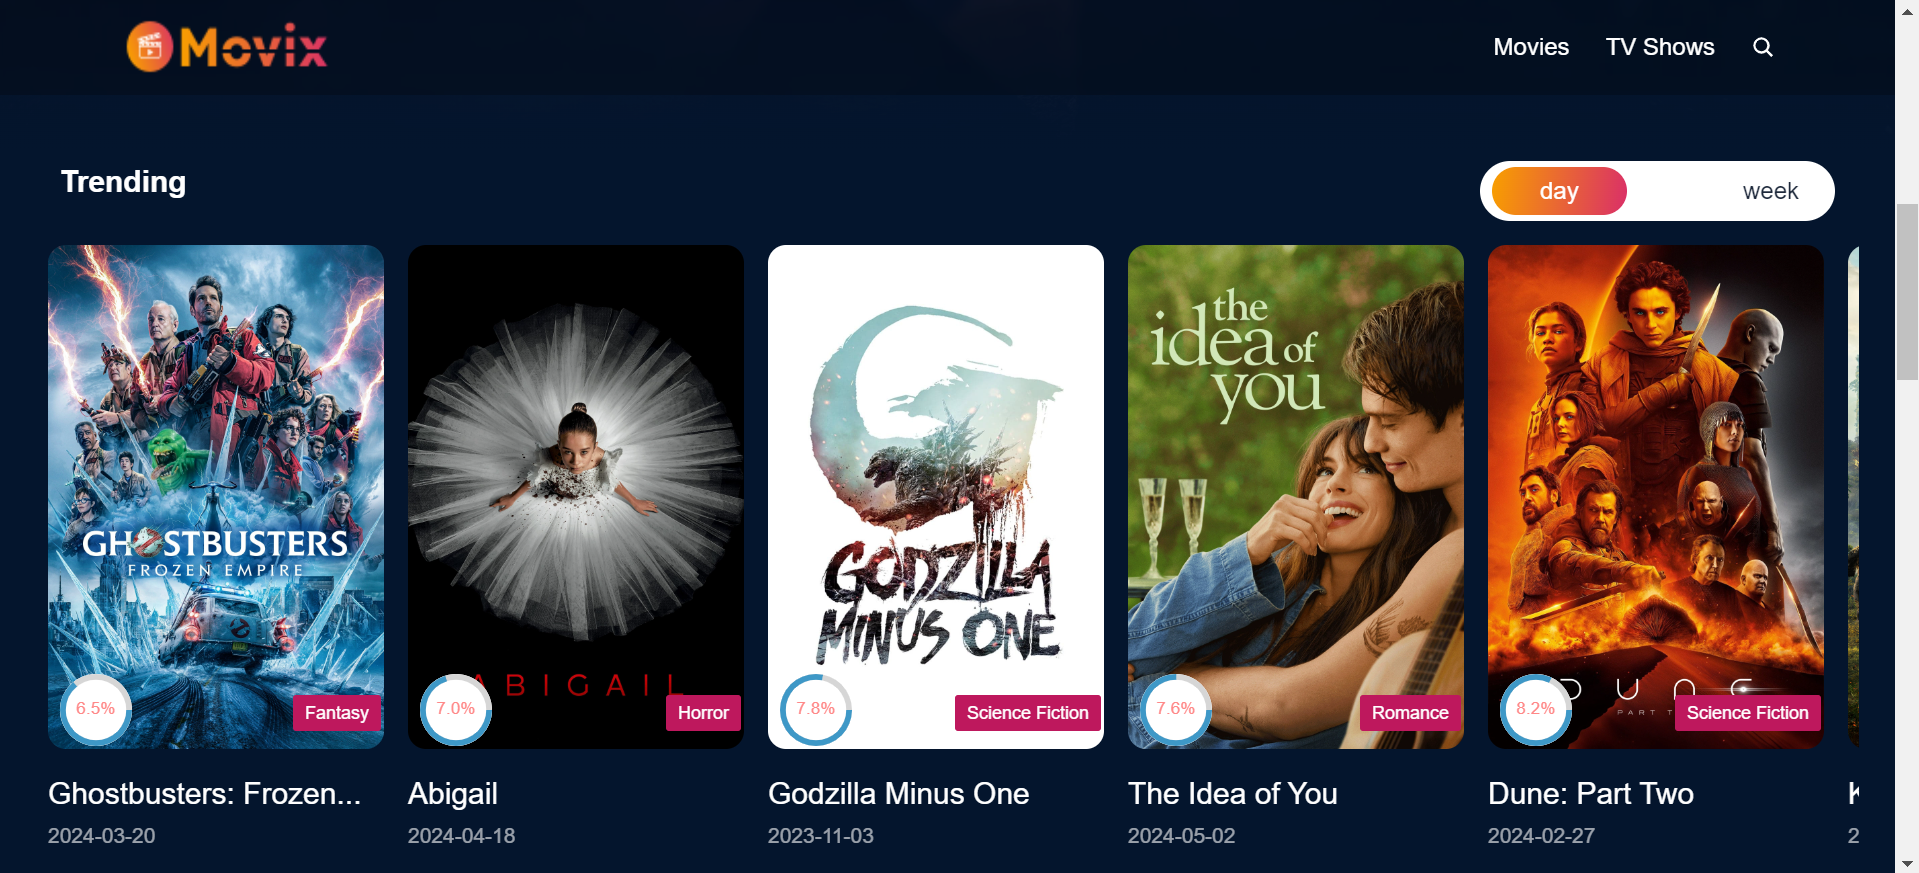 Movix
Movies
TV Shows
Trending
day
week
GHOSTBUSTERS
FROZEN EMPIRE
6.5%
Fantasy
ABIGAIL
7.0%
Horror
GODZILLA
MINUS ONE
7.8%
Science Fiction
the
idea of
you
7.6%
Romance
DUNE
PART T
8.2%
Science Fiction
Ghostbusters: Frozen...
Abigail
Godzilla Minus One
The Idea of You
Dune: Part Two
K
2024-03-20
2024-04-18
2023-11-03
2024-05-02
2024-02-27
2